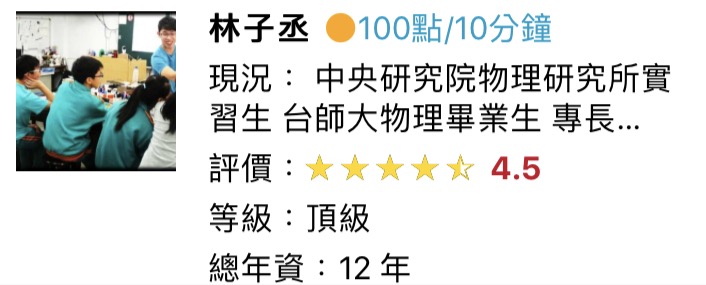 林子丞 100點/10分鐘
現況： 中央研究院物理研究所實
習生 台師大物理畢業生 專長...
評價：4.5
等級：頂級
總年資：12 年